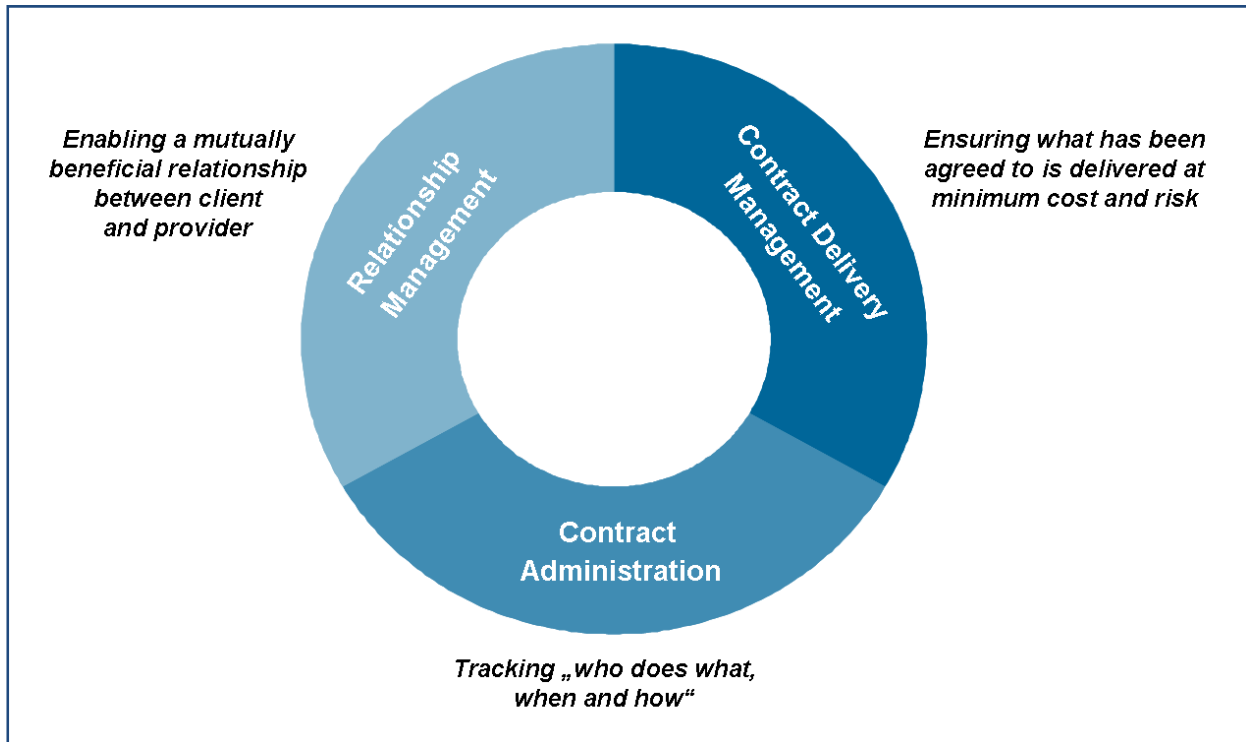 Enabling a mutually
beneficial relationship
between client
and provider
Relationship
Management
Contract Delivery
Management
Ensuring what has been
agreed to is delivered at
minimum cost and risk
Contract
Administration
Tracking „who does what,
when and how“